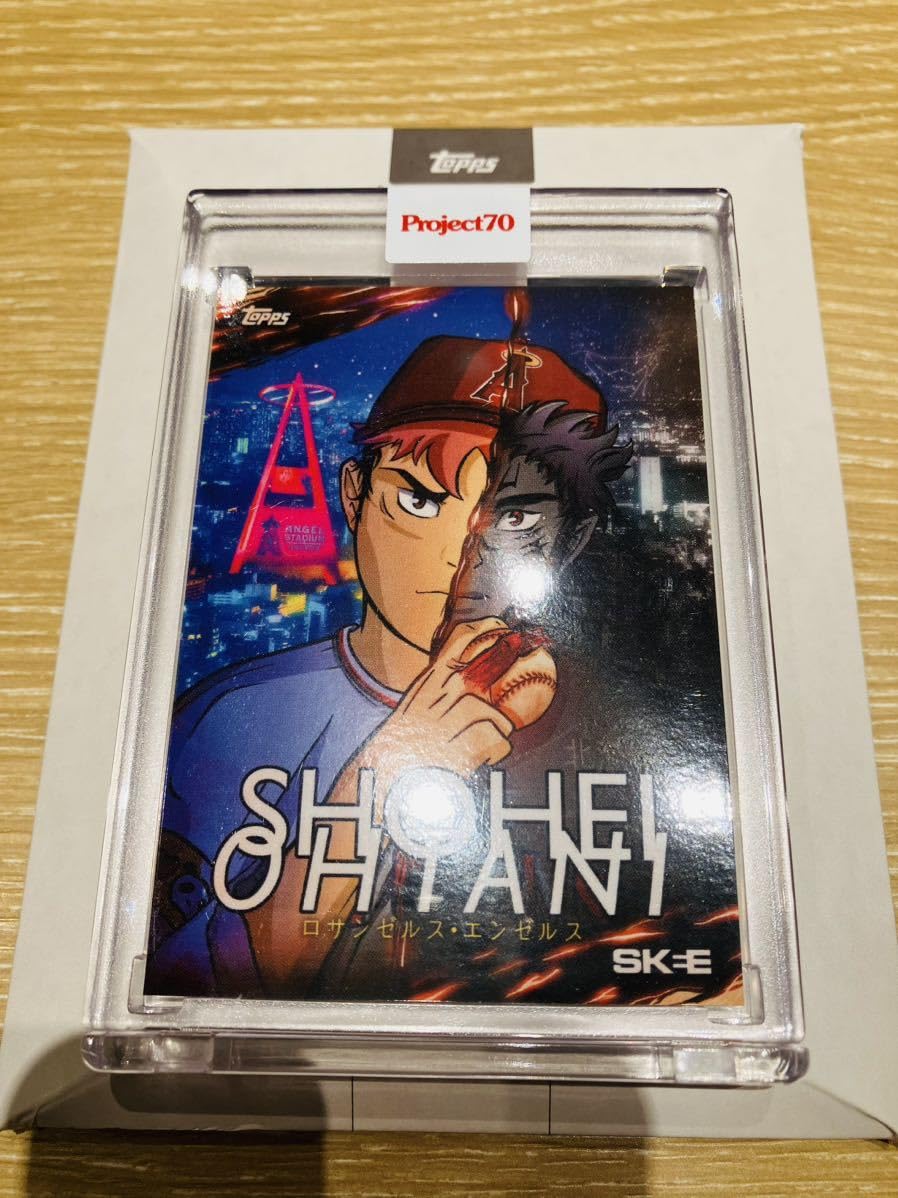 Topps
Project70
Topps
A
ANGEL
STADIUM
SHOHEI
OHTANI
ロサンゼルス・エンゼルス
SKEE